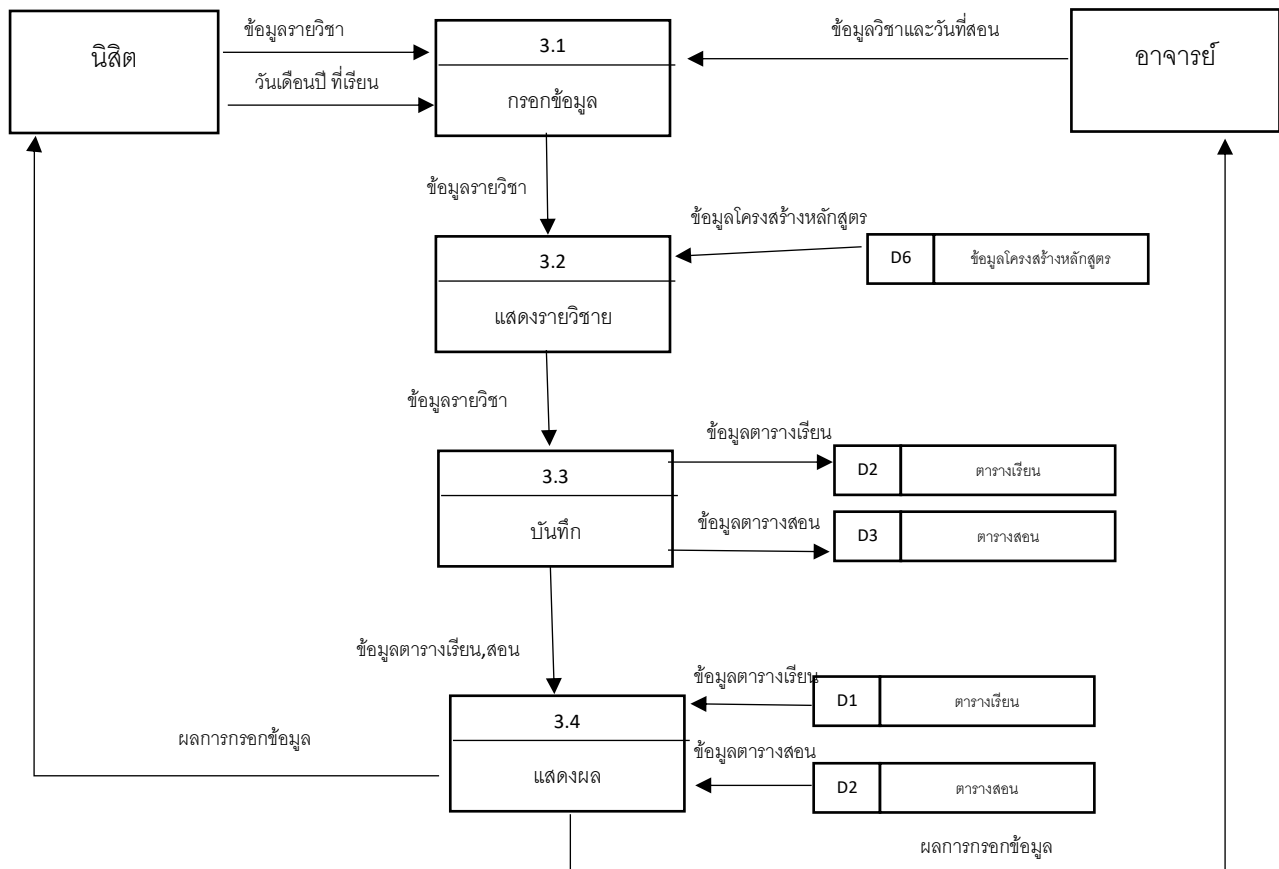 ข้อมูลรายวิชา
ข้อมูลวิชาและวันที่สอน
นิสิต
3.1
อาจารย์
วันเดือนปี ที่เรียน
กรอกข้อมูล
ข้อมูลรายวิชา
ข้อมูลโครงสร้างหลักสูตร
3.2
D6
ข้อมูลโครงสร้างหลักสูตร
แสดงรายวิชาย
ข้อมูลรายวิชา
ข้อมูลตารางเรียน
3.3
D2
ตารางเรียน
ข้อมูลตารางสอน
บันทึก
D3
ตารางสอน
ข้อมูลตารางเรียน,สอน
ข้อมูลตารางเรียน
3.4
D1
ตารางเรียน
ผลการกรอกข้อมูล
ข้อมูลตารางสอน
แสดงผล
D2
ตารางสอน
ผลการกรอกข้อมูล